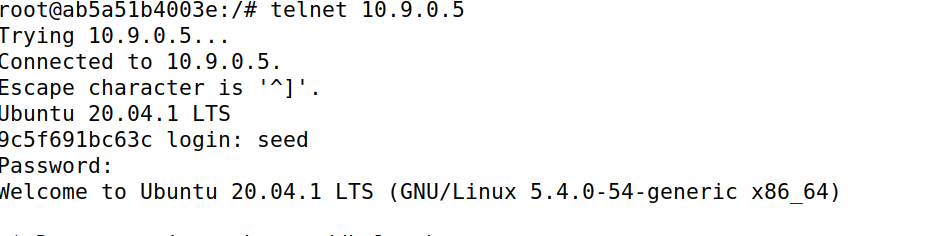 root@ab5a51b4003e:/# telnet 10.9.0.5
Trying 10.9.0.5...
Connected to 10.9.0.5.
Escape character is '^]'.
Ubuntu 20.04.1 LTS
9c5f691bc63c login: seed
Password:
Welcome to Ubuntu 20.04.1 LTS (GNU/Linux 5.4.0-54-generic x86_64)